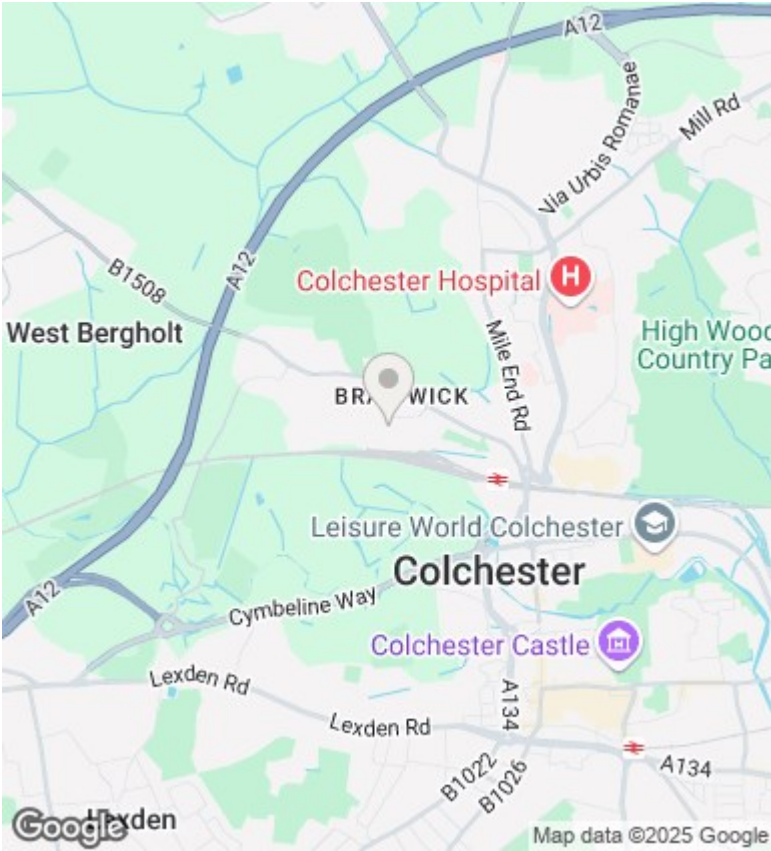 A12
Mill Rd
Via Urbis Romanae
A12
B1508
Colchester Hospital
H
West Bergholt
Mile End Rd
High Wooc
Country Pa
BRA WICK
Leisure World Colchester
Colchester
A12
Cymbeline Way
Colchester Castle
Lexden Rd
A134
Lexden Rd
A134
B1022
B1026
Google
Map data ©2025 Google